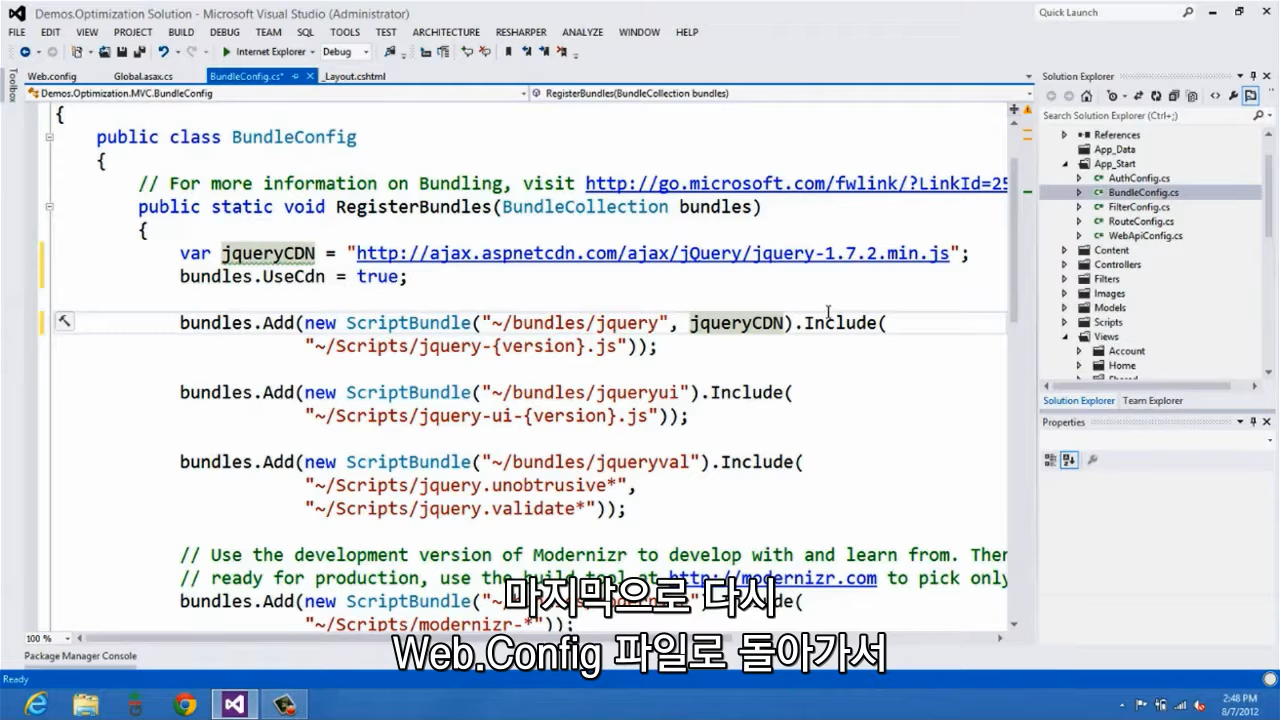 Demos.Optimization Solution - Microsoft Visual Studio (Administrator)
Quick Launch
FILE EDIT VIEW PROJECT BUILD DEBUG TEAM SQL TOOLS TEST ARCHITECTURE RESHARPER ANALYZE WINDOW HELP
Internet Explorer Debug
Toolbox
Web.config Global.asax.cs BundleConfig.cs* _Layout.cshtml
Demos.Optimization.MVC.BundleConfig RegisterBundles(BundleCollection bundles)
{
public class BundleConfig
{
// For more information on Bundling, visit http://go.microsoft.com/fwlink/?LinkId=25
public static void RegisterBundles(BundleCollection bundles)
{
var jqueryCDN = "http://ajax.aspnetcdn.com/ajax/jQuery/jquery-1.7.2.min.js";
bundles.UseCdn = true;
bundles.Add(new ScriptBundle("~/bundles/jquery", jqueryCDN).Include(
"~/Scripts/jquery-{version}.js"));
bundles.Add(new ScriptBundle("~/bundles/jqueryui").Include(
"~/Scripts/jquery-ui-{version}.js"));
bundles.Add(new ScriptBundle("~/bundles/jqueryval").Include(
"~/Scripts/jquery.unobtrusive*",
"~/Scripts/jquery.validate*"));
// Use the development version of Modernizr to develop with and learn from. Ther
// ready for production, use the build tool at http://modernizr.com to pick only
bundles.Add(new ScriptBundle(
"~/Scripts/modernizr-*"));
100 %
Package Manager Console
Ready
Solution Explorer
Search Solution Explorer (Ctrl+;)
References
App_Data
App_Start
AuthConfig.cs
BundleConfig.cs
FilterConfig.cs
RouteConfig.cs
WebApiConfig.cs
Content
Controllers
Filters
Images
Models
Scripts
Views
Account
Home
Solution Explorer Team Explorer
Properties
마지막으로 다시
Web.Config 파일로 돌아가서
2:48 PM
8/7/2012